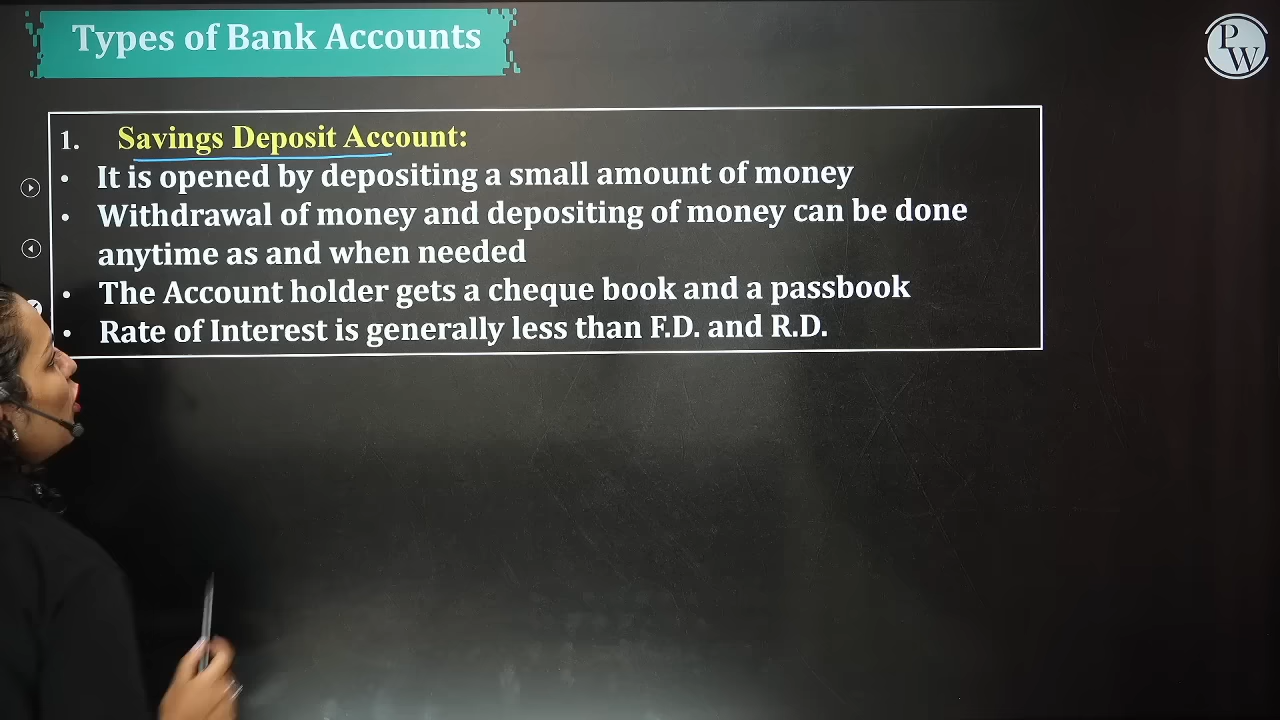 Types of Bank Accounts
PW
1. Savings Deposit Account:
• It is opened by depositing a small amount of money
• Withdrawal of money and depositing of money can be done
anytime as and when needed
• The Account holder gets a cheque book and a passbook
• Rate of Interest is generally less than F.D. and R.D.